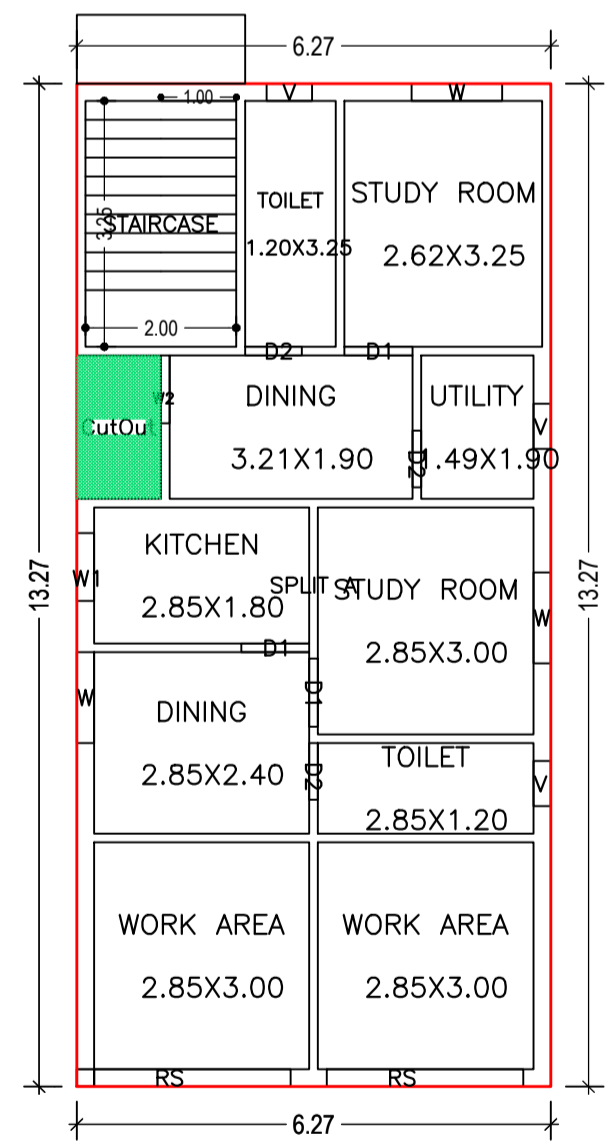 6.27
1.00
V
W
STAIRCASE
3.25
2.00
TOILET
1.20X3.25
STUDY ROOM
2.62X3.25
D2
D1
CutOut
W2
DINING
3.21X1.90
D2
UTILITY
1.49X1.90
V
KITCHEN
2.85X1.80
W1
SPLIT A
STUDY ROOM
2.85X3.00
W
13.27
13.27
D1
D1
W
DINING
2.85X2.40
D2
TOILET
2.85X1.20
V
WORK AREA
2.85X3.00
WORK AREA
2.85X3.00
RS
RS
6.27